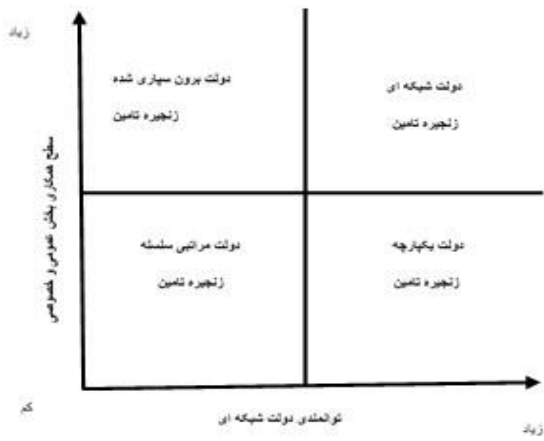 زیاد
دولت برون سپاری شده
زنجیره تامین
دولت شبکه ای
زنجیره تامین
سطح همکاری بخش عمومی و خصوصی
دولت مراتبی سلسله
زنجیره تامین
دولت یکپارچه
زنجیره تامین
کم
توانمندی دولت شبکه ای
زیاد